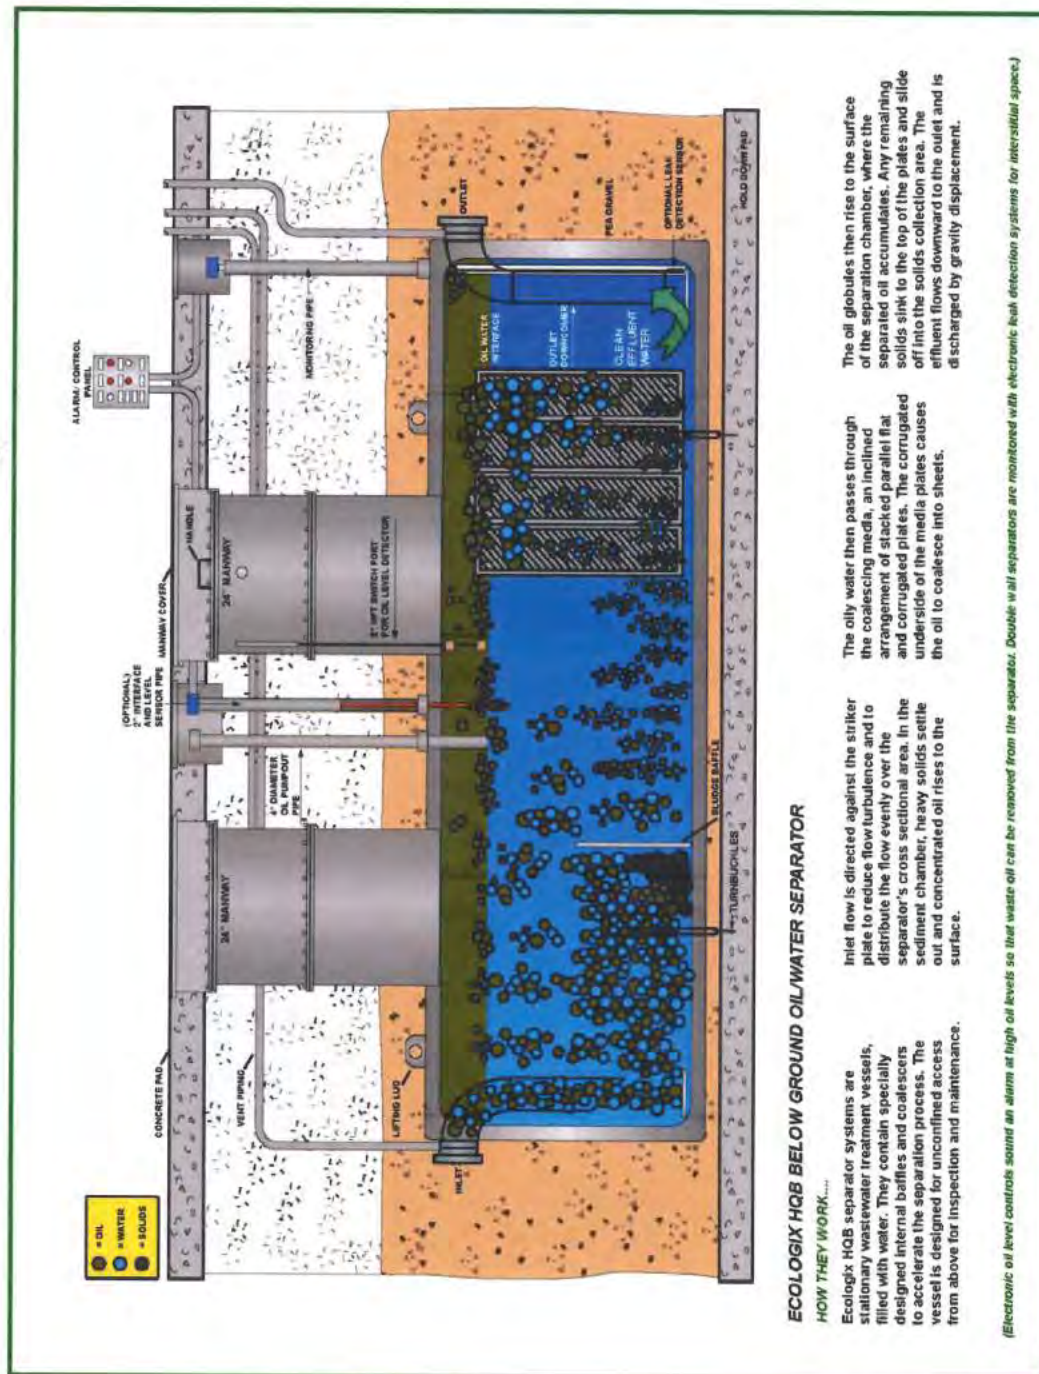 = OIL
= WATER
= SOLIDS
CONCRETE PAD
VENT PIPING
LIFTING LUG
INLET
24" MANWAY
4" DIAMETER
OIL PUMPOUT
PIPE
(OPTIONAL)
2" INTERFACE
AND LEVEL
SENSOR PIPE
MANWAY COVER
HANDLE
24" MANWAY
2" NPT SWITCH PORT
FOR OIL LEVEL DETECTOR
ALARM/ CONTROL
PANEL
MONITORING PIPE
OUTLET
OIL WATER
INTERFACE
OUTLET
DOWNCOMER
CLEAN
EFFLUENT
WATER
PEA GRAVEL
OPTIONAL LEAK
DETECTION SENSOR
HOLD DOWN PAD
SLUDGE BAFFLE
TURNBUCKLES
ECOLOGIX HQB BELOW GROUND OIL/WATER SEPARATOR
HOW THEY WORK....
Ecologix HQB separator systems are
stationary wastewater treatment vessels,
filled with water. They contain specially
designed internal baffles and coalescers
to accelerate the separation process. The
vessel is designed for unconfined access
from above for inspection and maintenance.
Inlet flow is directed against the striker
plate to reduce flow turbulence and to
distribute the flow evenly over the
separator's cross sectional area. In the
sediment chamber, heavy solids settle
out and concentrated oil rises to the
surface.
The oily water then passes through
the coalescing media, an inclined
arrangement of stacked parallel flat
and corrugated plates. The corrugated
underside of the media plates causes
the oil to coalesce into sheets.
The oil globules then rise to the surface
of the separation chamber, where the
separated oil accumulates. Any remaining
solids sink to the top of the plates and slide
off into the solids collection area. The
effluent flows downward to the oulet and is
discharged by gravity displacement.
(Electronic oil level controls sound an alarm at high oil levels so that waste oil can be removed from the separator. Double wall separators are monitored with electronic leak detection systems for interstitial space.)